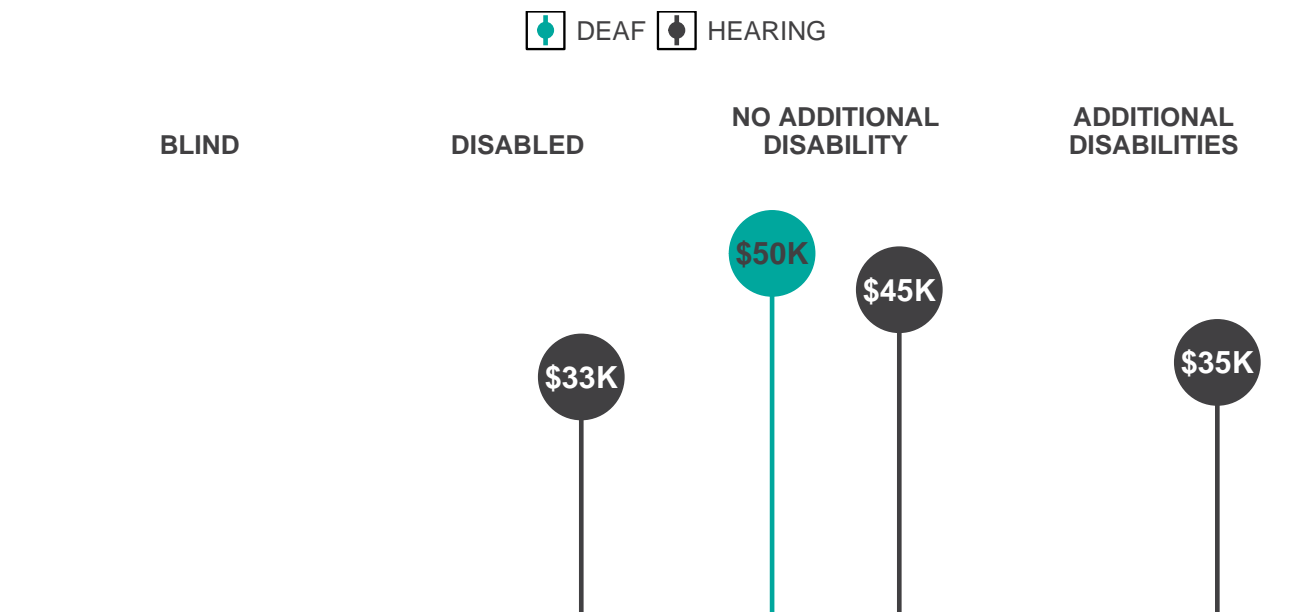 DEAF HEARING
BLIND
DISABLED
NO ADDITIONAL
DISABILITY
ADDITIONAL
DISABILITIES
$50K
$45K
$33K
$35K